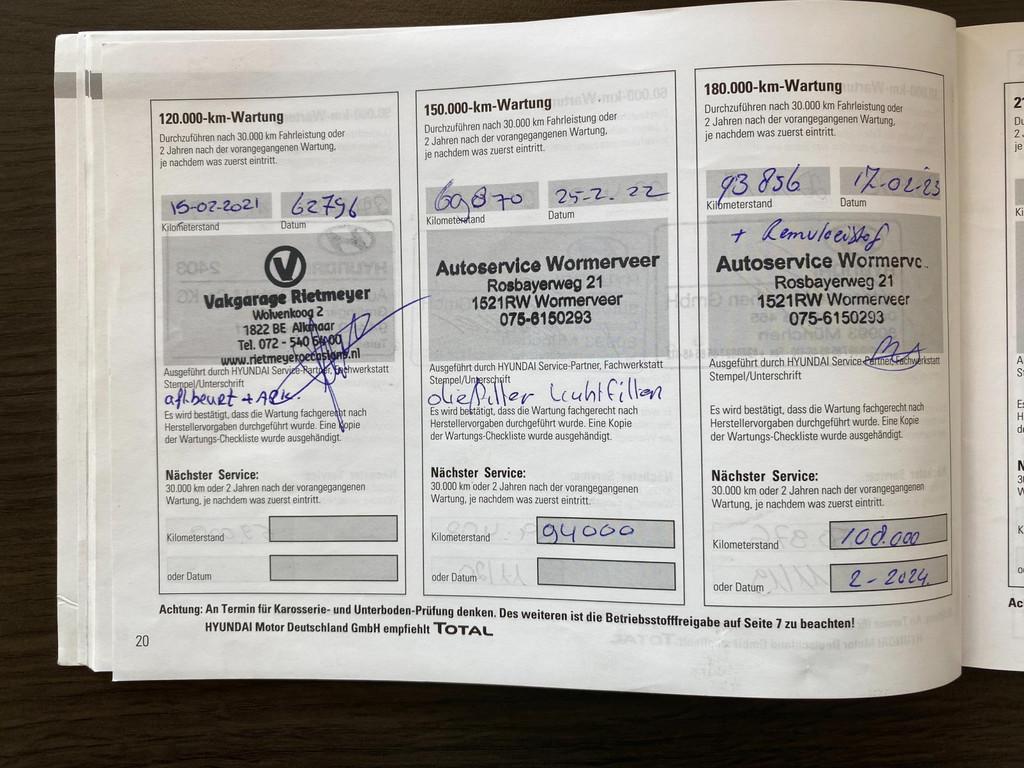 120.000-km-Wartung
Durchzuführen nach 30.000 km Fahrleistung oder
2 Jahren nach der vorangegangenen Wartung,
je nachdem was zuerst eintritt.
15-02-2021 62796
Kilometerstand Datum
Vakgarage Rietmeyer
Wolvenkoog 2
1822 BE Alkmaar
Tel. 072 - 540 5400
www.rietmeyeroccasions.nl
Ausgeführt durch HYUNDAI Service-Partner, Fachwerkstatt
Stempel/Unterschrift
afl.beurt + APK.
Es wird bestätigt, dass die Wartung fachgerecht nach
Herstellervorgaben durchgeführt wurde. Eine Kopie
der Wartungs-Checkliste wurde ausgehändigt.
Nächster Service:
30.000 km oder 2 Jahren nach der vorangegangenen
Wartung, je nachdem was zuerst eintritt.
Kilometerstand
oder Datum
150.000-km-Wartung
Durchzuführen nach 30.000 km Fahrleistung oder
2 Jahren nach der vorangegangenen Wartung,
je nachdem was zuerst eintritt.
69870 25-2. 22
Kilometerstand Datum
Autoservice Wormerveer
Rosbayerweg 21
1521RW Wormerveer
075-6150293
Ausgeführt durch HYUNDAI Service-Partner, Fachwerkstatt
Stempel/Unterschrift
oliefilter luchtfilter
Es wird bestätigt, dass die Wartung fachgerecht nach
Herstellervorgaben durchgeführt wurde. Eine Kopie
der Wartungs-Checkliste wurde ausgehändigt.
Nächster Service:
30.000 km oder 2 Jahren nach der vorangegangenen
Wartung, je nachdem was zuerst eintritt.
Kilometerstand 94000
oder Datum
180.000-km-Wartung
Durchzuführen nach 30.000 km Fahrleistung oder
2 Jahren nach der vorangegangenen Wartung,
je nachdem was zuerst eintritt.
93856 17-02-23
Kilometerstand Datum
+ Remvloeistof
Autoservice Wormerve
Rosbayerweg 21
1521RW Wormerveer
075-6150293
Ausgeführt durch HYUNDAI Service-Partner, Fachwerkstatt
Stempel/Unterschrift
Es wird bestätigt, dass die Wartung fachgerecht nach
Herstellervorgaben durchgeführt wurde. Eine Kopie
der Wartungs-Checkliste wurde ausgehändigt.
Nächster Service:
30.000 km oder 2 Jahren nach der vorangegangenen
Wartung, je nachdem was zuerst eintritt.
Kilometerstand 108.000
oder Datum 2-2024
Achtung: An Termin für Karosserie- und Unterboden-Prüfung denken. Des weiteren ist die Betriebsstofffreigabe auf Seite 7 zu beachten!
HYUNDAI Motor Deutschland GmbH empfiehlt TOTAL
20